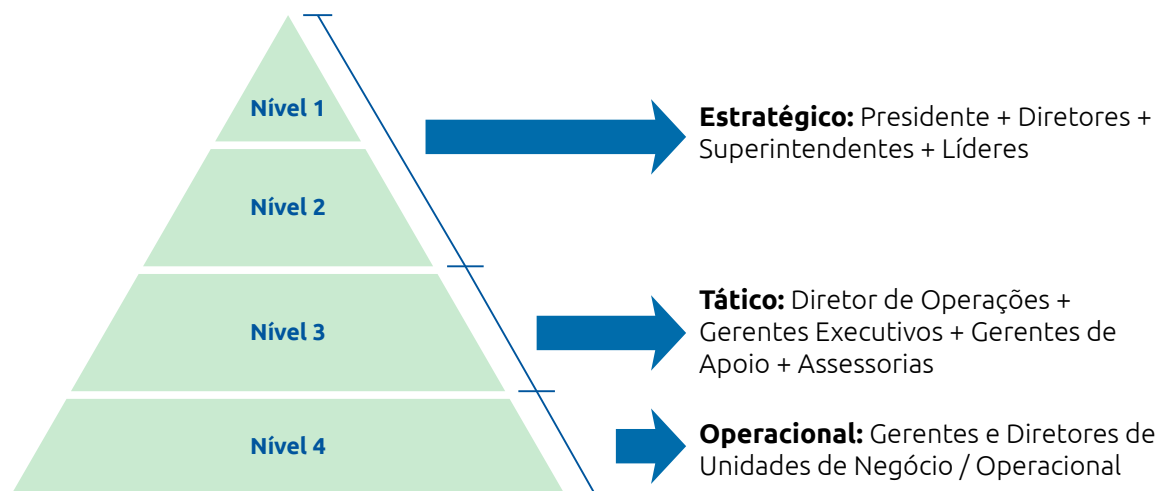 Nível 1
Estratégico: Presidente + Diretores +
Superintendentes + Líderes
Nível 2
Nível 3
Tático: Diretor de Operações +
Gerentes Executivos + Gerentes de
Apoio + Assessorias
Nível 4
Operacional: Gerentes e Diretores de
Unidades de Negócio / Operacional